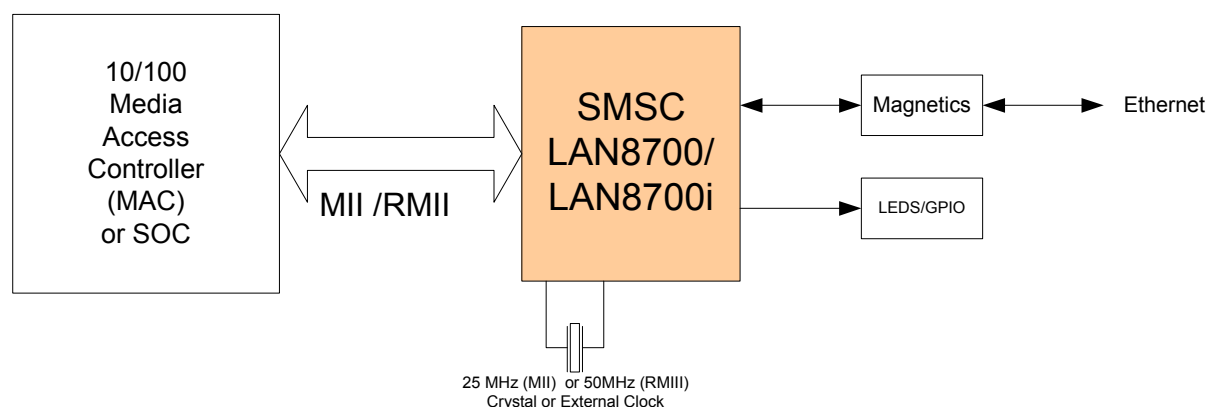 10/100
Media
Access
Controller
(MAC)
or SOC
MII /RMII
SMSC
LAN8700/
LAN8700i
Magnetics
Ethernet
LEDS/GPIO
25 MHz (MII) or 50MHz (RMIII)
Crystal or External Clock